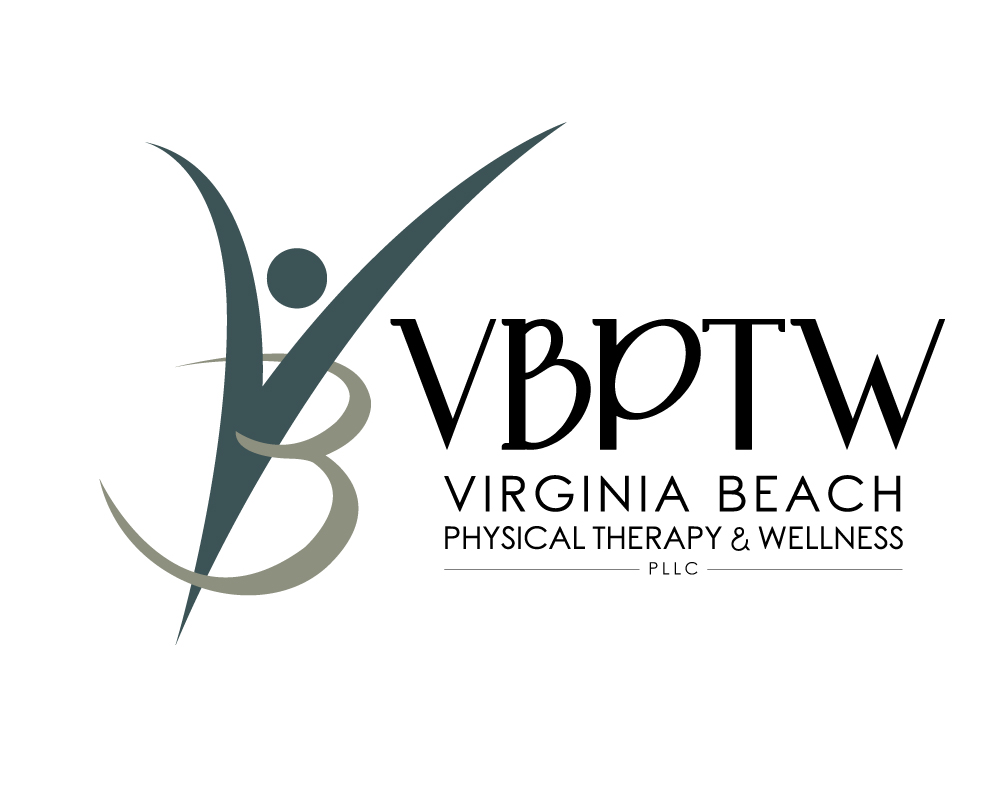 VBPTW
VIRGINIA BEACH
PHYSICAL THERAPY & WELLNESS
PLLC